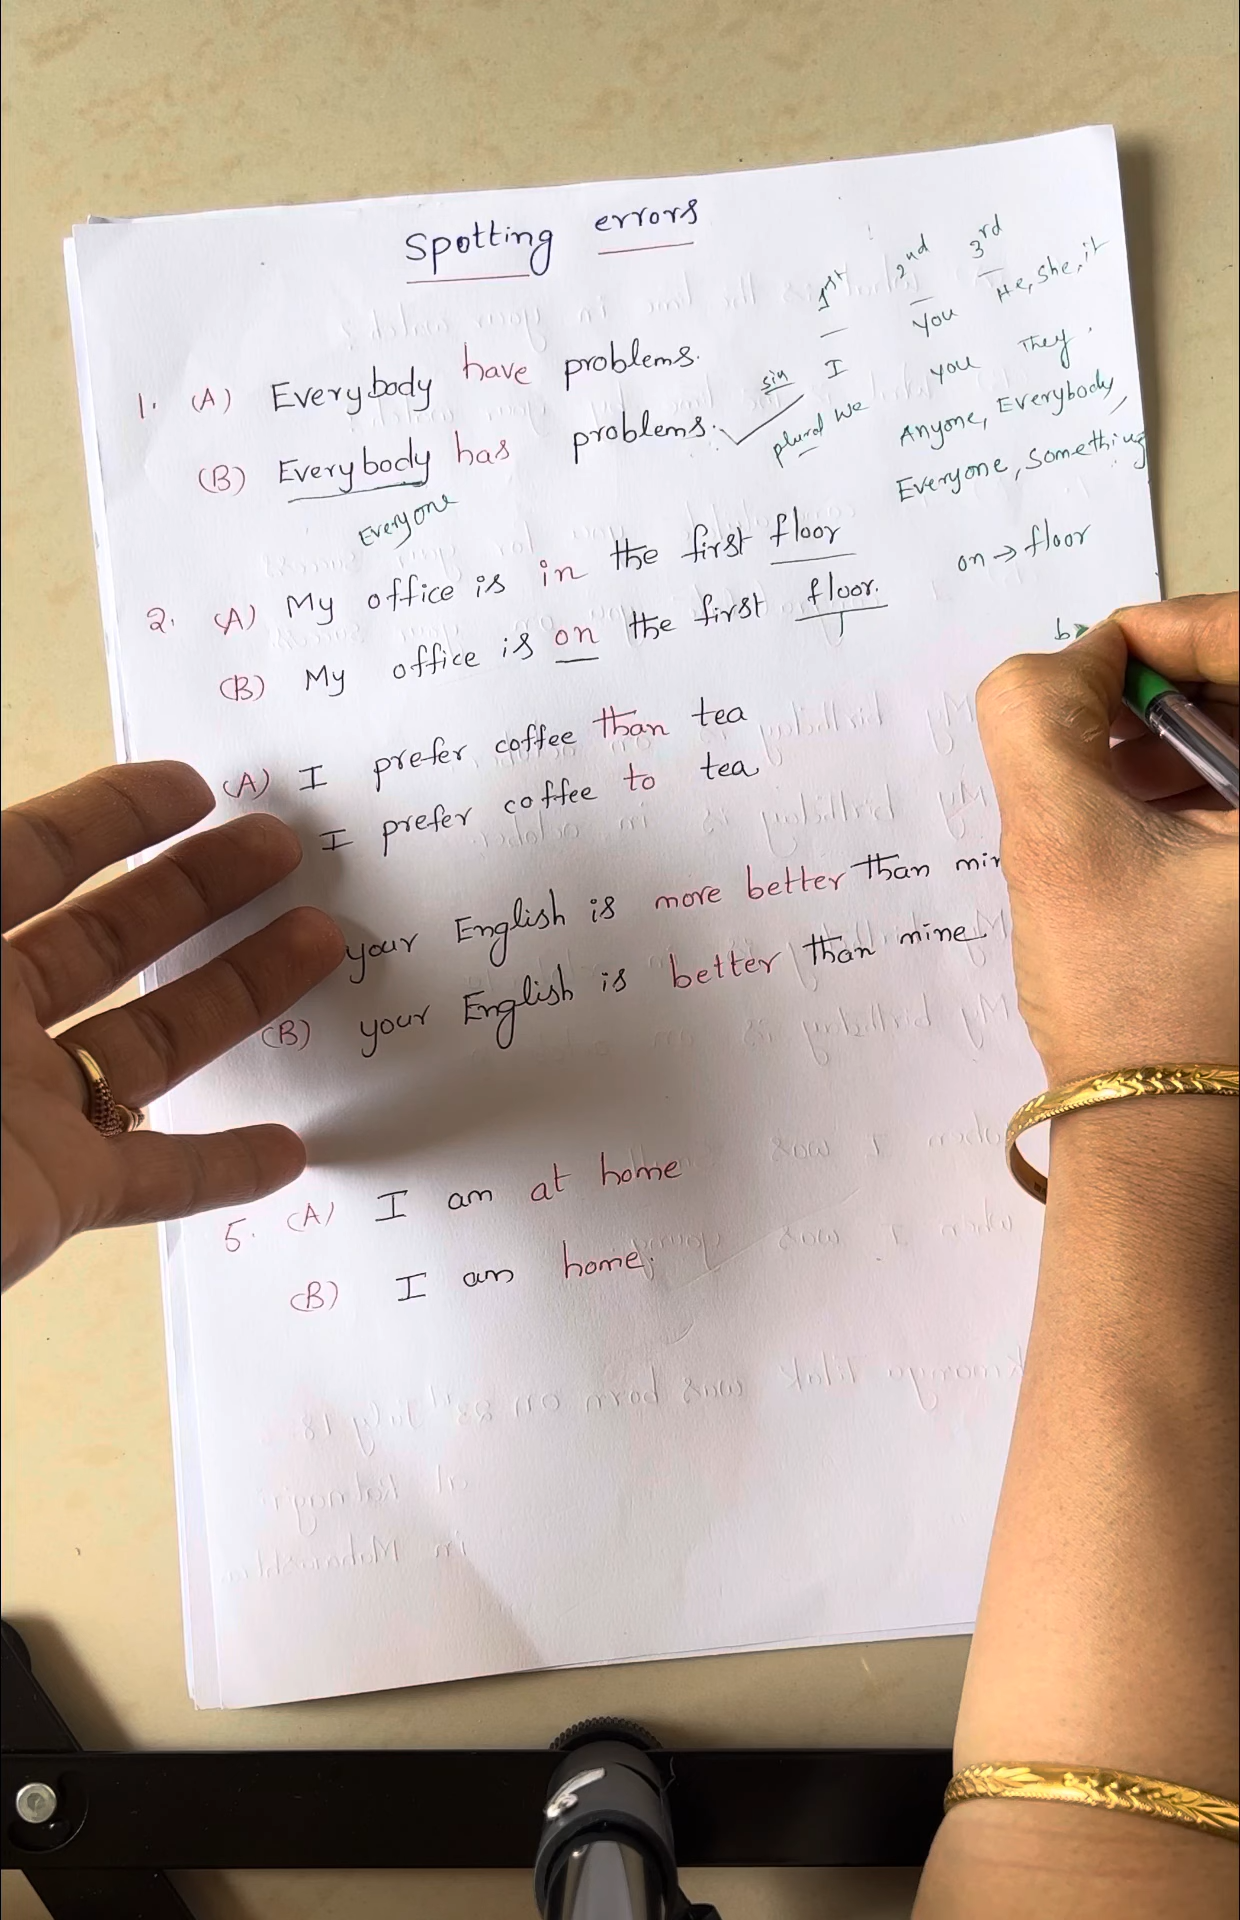 Spotting errors
1. (A) Everybody have problems.
(B) Everybody has problems.
Everyone
1st 2nd 3rd
sin I you He, she, it
plural we you They
Anyone, Everybody,
Everyone, Something
2. (A) My office is in the first floor
(B) My office is on the first floor.
on → floor
(A) I prefer coffee than tea
I prefer coffee to tea
your English is more better than
(B) your English is better than mine
5. (A) I am at home
(B) I am home.